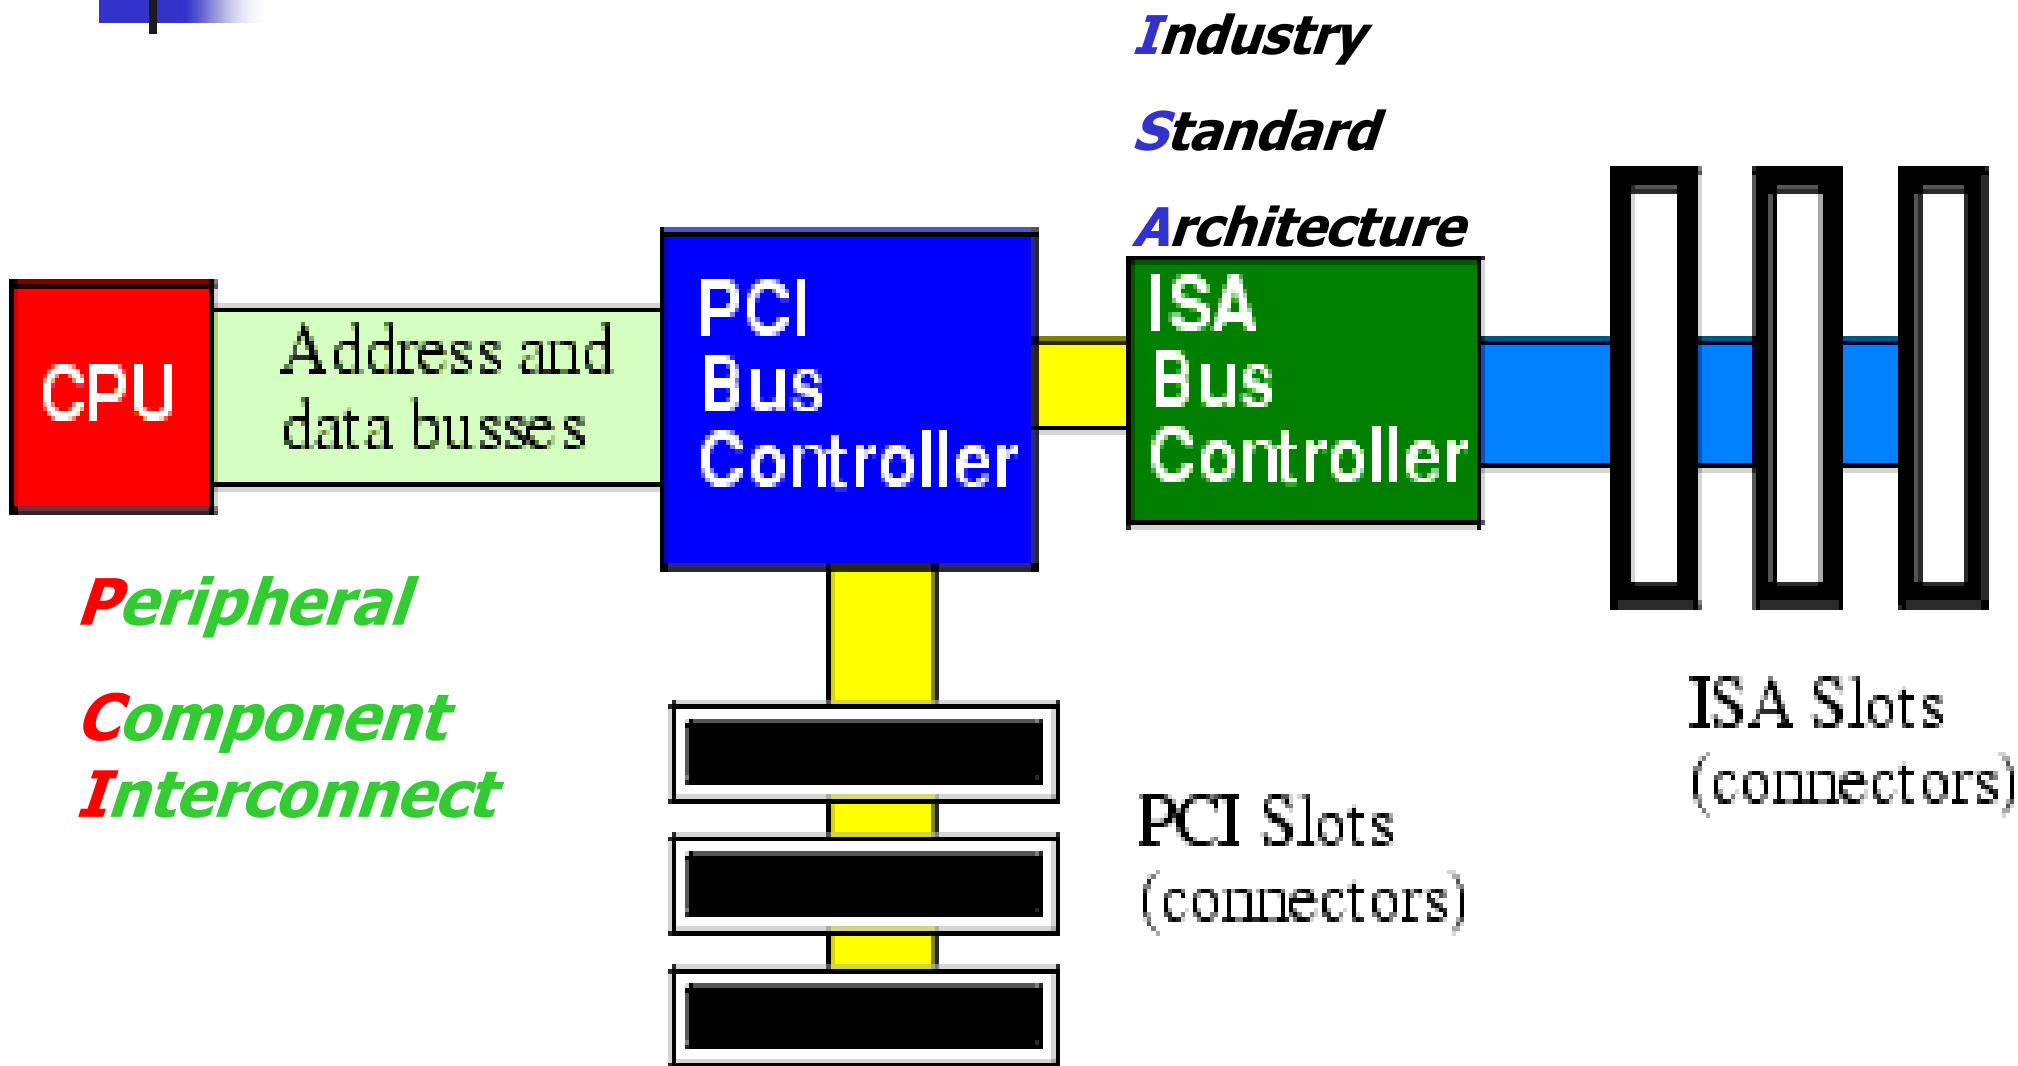 Industry
Standard
Architecture
CPU
Address and
data busses
PCI
Bus
Controller
ISA
Bus
Controller
Peripheral
Component
Interconnect
ISA Slots
(connectors)
PCI Slots
(connectors)